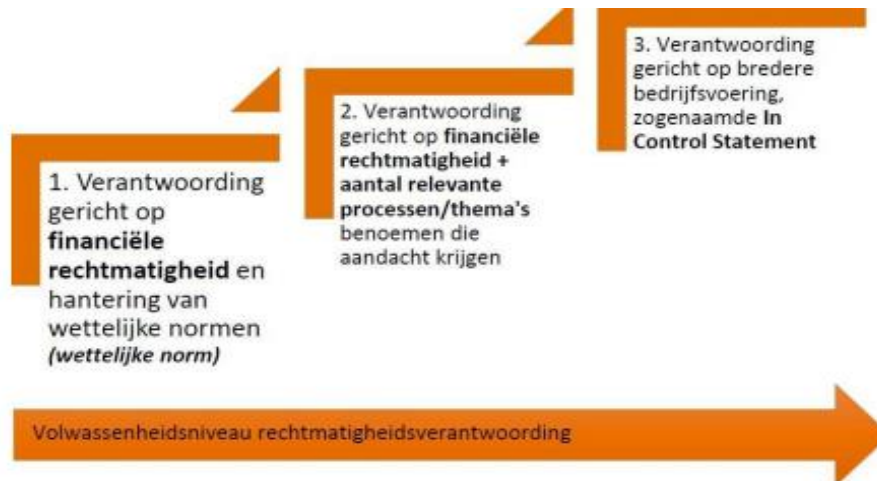 1. Verantwoording
gericht op
financiële
rechtmatigheid en
hantering van
wettelijke normen
(wettelijke norm)
2. Verantwoording
gericht op financiële
rechtmatigheid +
aantal relevante
processen/thema's
benoemen die
aandacht krijgen
3. Verantwoording
gericht op bredere
bedrijfsvoering,
zogenaamde In
Control Statement
Volwassenheidsniveau rechtmatigheidsverantwoording